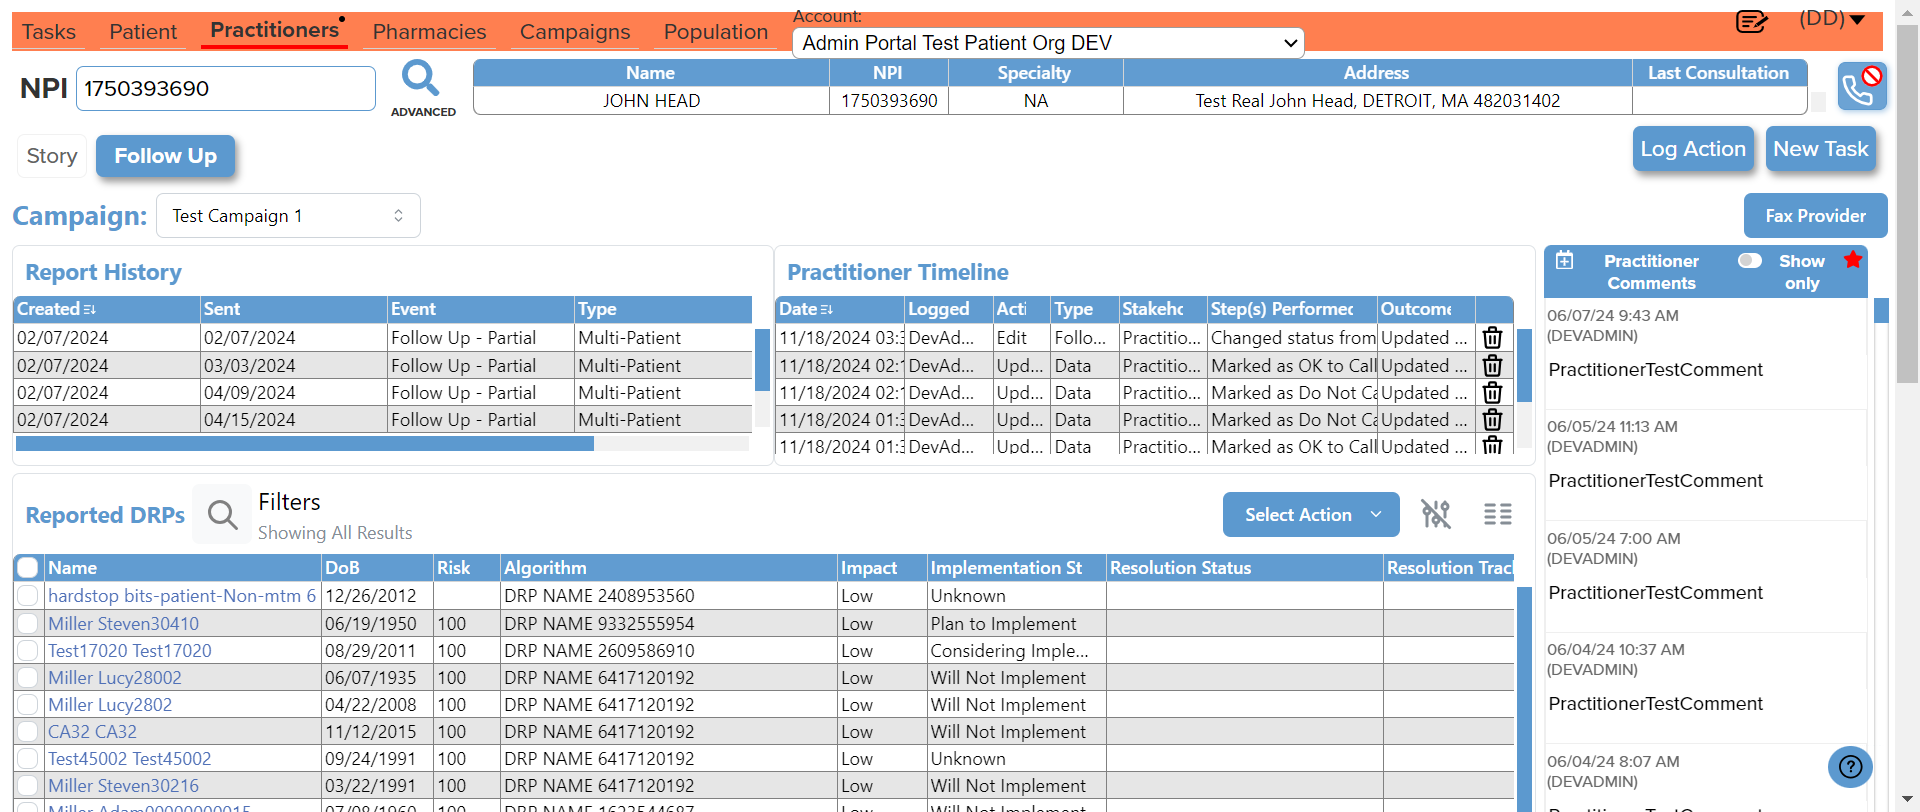 Tasks Patient Practitioners Pharmacies Campaigns Population
Account:
Admin Portal Test Patient Org DEV
(DD)
NPI 1750393690
ADVANCED
Name NPI Specialty Address Last Consultation
JOHN HEAD 1750393690 NA Test Real John Head, DETROIT, MA 482031402
Story Follow Up
Log Action New Task
Campaign: Test Campaign 1
Fax Provider
Report History
Created Sent Event Type
02/07/2024 02/07/2024 Follow Up - Partial Multi-Patient
02/07/2024 03/03/2024 Follow Up - Partial Multi-Patient
02/07/2024 04/09/2024 Follow Up - Partial Multi-Patient
02/07/2024 04/15/2024 Follow Up - Partial Multi-Patient
Practitioner Timeline
Date Logged Acti Type Stakeh Step(s) Performed Outcome
11/18/2024 03:3 DevAd... Edit Follo... Practitio... Changed status from Updated ...
11/18/2024 02:1 DevAd... Upd... Data Practitio... Marked as OK to Call Updated ...
11/18/2024 02:1 DevAd... Upd... Data Practitio... Marked as Do Not Ca Updated ...
11/18/2024 01:3 DevAd... Upd... Data Practitio... Marked as Do Not Ca Updated ...
11/18/2024 01:3 DevAd... Upd... Data Practitio... Marked as OK to Call Updated ...
Practitioner Comments
Show only
06/07/24 9:43 AM
(DEVADMIN)
PractitionerTestComment
06/05/24 11:13 AM
(DEVADMIN)
PractitionerTestComment
06/05/24 7:00 AM
(DEVADMIN)
PractitionerTestComment
06/04/24 10:37 AM
(DEVADMIN)
PractitionerTestComment
06/04/24 8:07 AM
(DEVADMIN)
PractitionerTestComment
Reported DRPs
Filters
Showing All Results
Select Action
Name DoB Risk Algorithm Impact Implementation St Resolution Status Resolution Trac
hardstop bits-patient-Non-mtm 6 12/26/2012 DRP NAME 2408953560 Low Unknown
Miller Steven30410 06/19/1950 100 DRP NAME 9332555954 Low Plan to Implement
Test17020 Test17020 08/29/2011 100 DRP NAME 2609586910 Low Considering Imple...
Miller Lucy28002 06/07/1935 100 DRP NAME 6417120192 Low Will Not Implement
Miller Lucy2802 04/22/2008 100 DRP NAME 6417120192 Low Will Not Implement
CA32 CA32 11/12/2015 100 DRP NAME 6417120192 Low Will Not Implement
Test45002 Test45002 09/24/1991 100 DRP NAME 6417120192 Low Unknown
Miller Steven30216 03/22/1991 100 DRP NAME 6417120192 Low Will Not Implement
Miller 07/08/1960 100 DRP NAME 1623544687 Low Will Not Implement